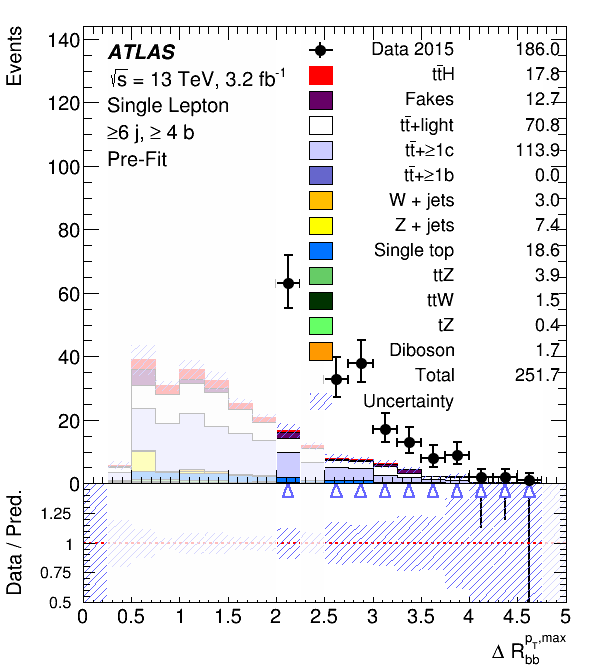 Events
140
120
100
80
60
40
20
0
ATLAS
√s = 13 TeV, 3.2 fb-1
Single Lepton
≥6 j, ≥ 4 b
Pre-Fit
Data 2015 186.0
tt̄H 17.8
Fakes 12.7
tt̄+light 70.8
tt̄+≥1c 113.9
tt̄+≥1b 0.0
W + jets 3.0
Z + jets 7.4
Single top 18.6
ttZ 3.9
ttW 1.5
tZ 0.4
Diboson 1.7
Total 251.7
Uncertainty
Data / Pred.
1.25
1
0.75
0.5
0 0.5 1 1.5 2 2.5 3 3.5 4 4.5 5
Δ R bb pT,max